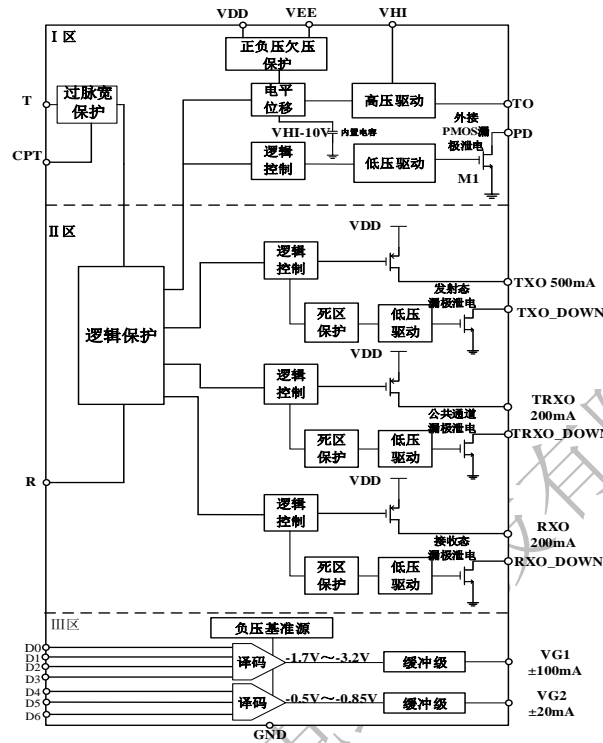 VDD
VEE
VHI
I 区
正负压欠压
保护
T
过脉宽
保护
电平
位移
高压驱动
TO
外接
PMOS漏
极泄电
PD
VHI-10V
内置电容
CPT
逻辑
控制
低压驱动
M1
II 区
VDD
逻辑
控制
TXO 500mA
发射态
漏极泄电
TXO_DOWN
死区
保护
低压
驱动
逻辑保护
VDD
逻辑
控制
TRXO
200mA
公共通道
漏极泄电
TRXO_DOWN
死区
保护
低压
驱动
R
VDD
逻辑
控制
RXO
200mA
接收态
漏极泄电
RXO_DOWN
死区
保护
低压
驱动
III区
负压基准源
D0
D1
D2
D3
译码
-1.7V～-3.2V
缓冲级
VG1
±100mA
D4
D5
D6
译码
-0.5V～-0.85V
缓冲级
VG2
±20mA
GND